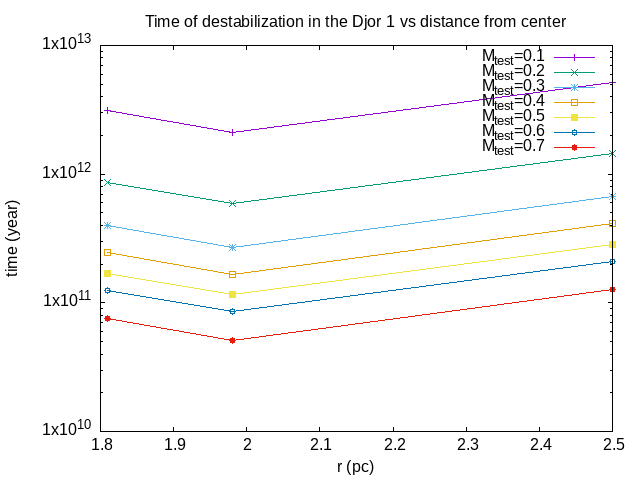 Time of destabilization in the Djor 1 vs distance from center
1x10^13
1x10^12
1x10^11
1x10^10
time (year)
M_test=0.1
M_test=0.2
M_test=0.3
M_test=0.4
M_test=0.5
M_test=0.6
M_test=0.7
1.8 1.9 2 2.1 2.2 2.3 2.4 2.5
r (pc)